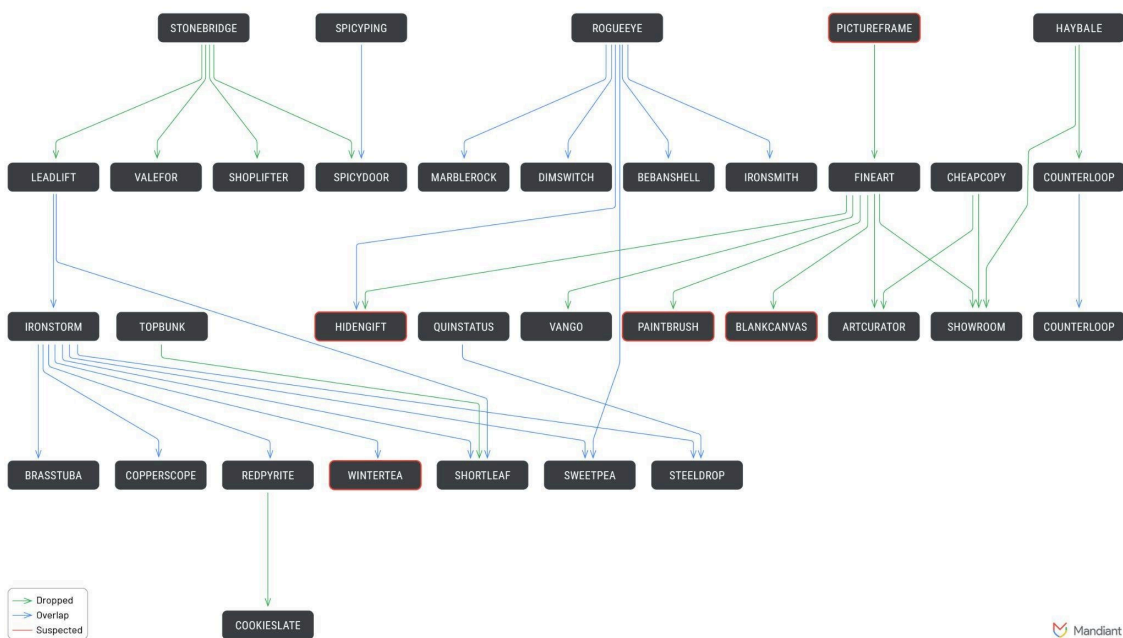 STONEBRIDGE
SPICYPING
ROGUEEYE
PICTUREFRAME
HAYBALE
LEADLIFT
VALEFOR
SHOPLIFTER
SPICYDOOR
MARBLEROCK
DIMSWITCH
BEBANSHELL
IRONSMITH
FINEART
CHEAPCOPY
COUNTERLOOP
IRONSTORM
TOPBUNK
HIDENGIFT
QUINSTATUS
VANGO
PAINTBRUSH
BLANKCANVAS
ARTCURATOR
SHOWROOM
COUNTERLOOP
BRASSTUBA
COPPERSCOPE
REDPYRITE
WINTERTEA
SHORTLEAF
SWEETPEA
STEELDROP
Dropped
Overlap
Suspected
COOKIESLATE
Mandiant